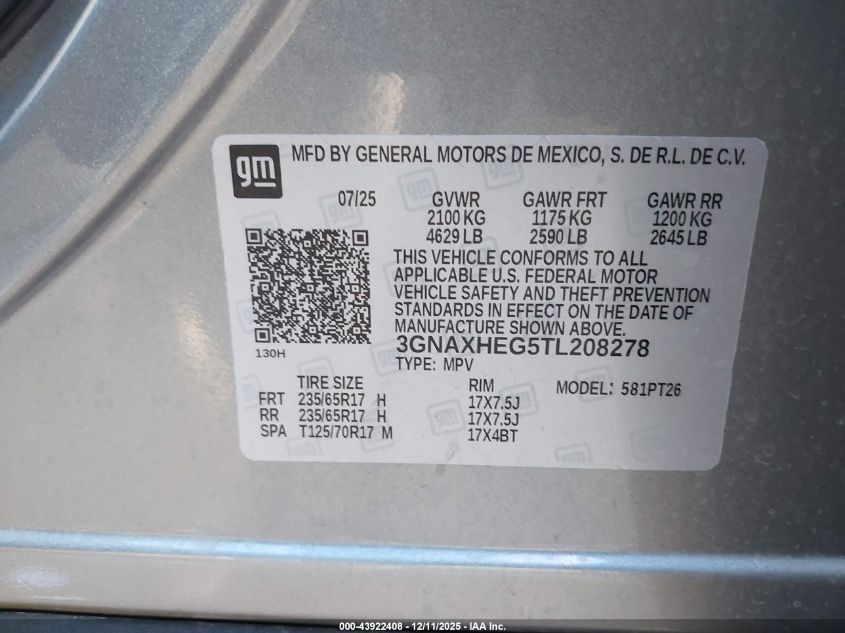 gm MFD BY GENERAL MOTORS DE MEXICO, S. DE R.L. DE C.V.
07/25 GVWR GAWR FRT GAWR RR
2100 KG 1175 KG 1200 KG
4629 LB 2590 LB 2645 LB
THIS VEHICLE CONFORMS TO ALL
APPLICABLE U.S. FEDERAL MOTOR
VEHICLE SAFETY AND THEFT PREVENTION
STANDARDS IN EFFECT ON THE DATE OF
MANUFACTURE SHOWN ABOVE.
130H
3GNAXHEG5TL208278
TYPE: MPV
TIRE SIZE RIM MODEL: 581PT26
FRT 235/65R17 H 17X7.5J
RR 235/65R17 H 17X7.5J
SPA T125/70R17 M 17X4BT
000-43922408 - 12/11/2025 - IAA Inc.